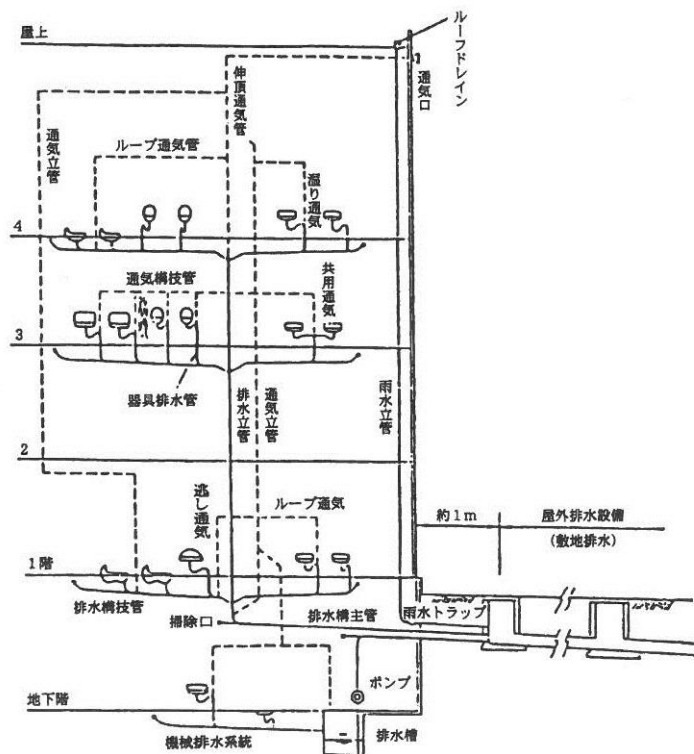 屋上
ルーフドレイン
通気口
伸頂通気管
通気立管
ループ通気管
湿り通気
4
通気構技管
共用通気
3
器具排水管
排水立管
通気立管
雨水立管
2
逃し通気
ループ通気
約1m
屋外排水設備
(敷地排水)
1階
排水構技管
掃除口
排水構主管
雨水トラップ
ポンプ
地下階
機械排水系統
排水槽